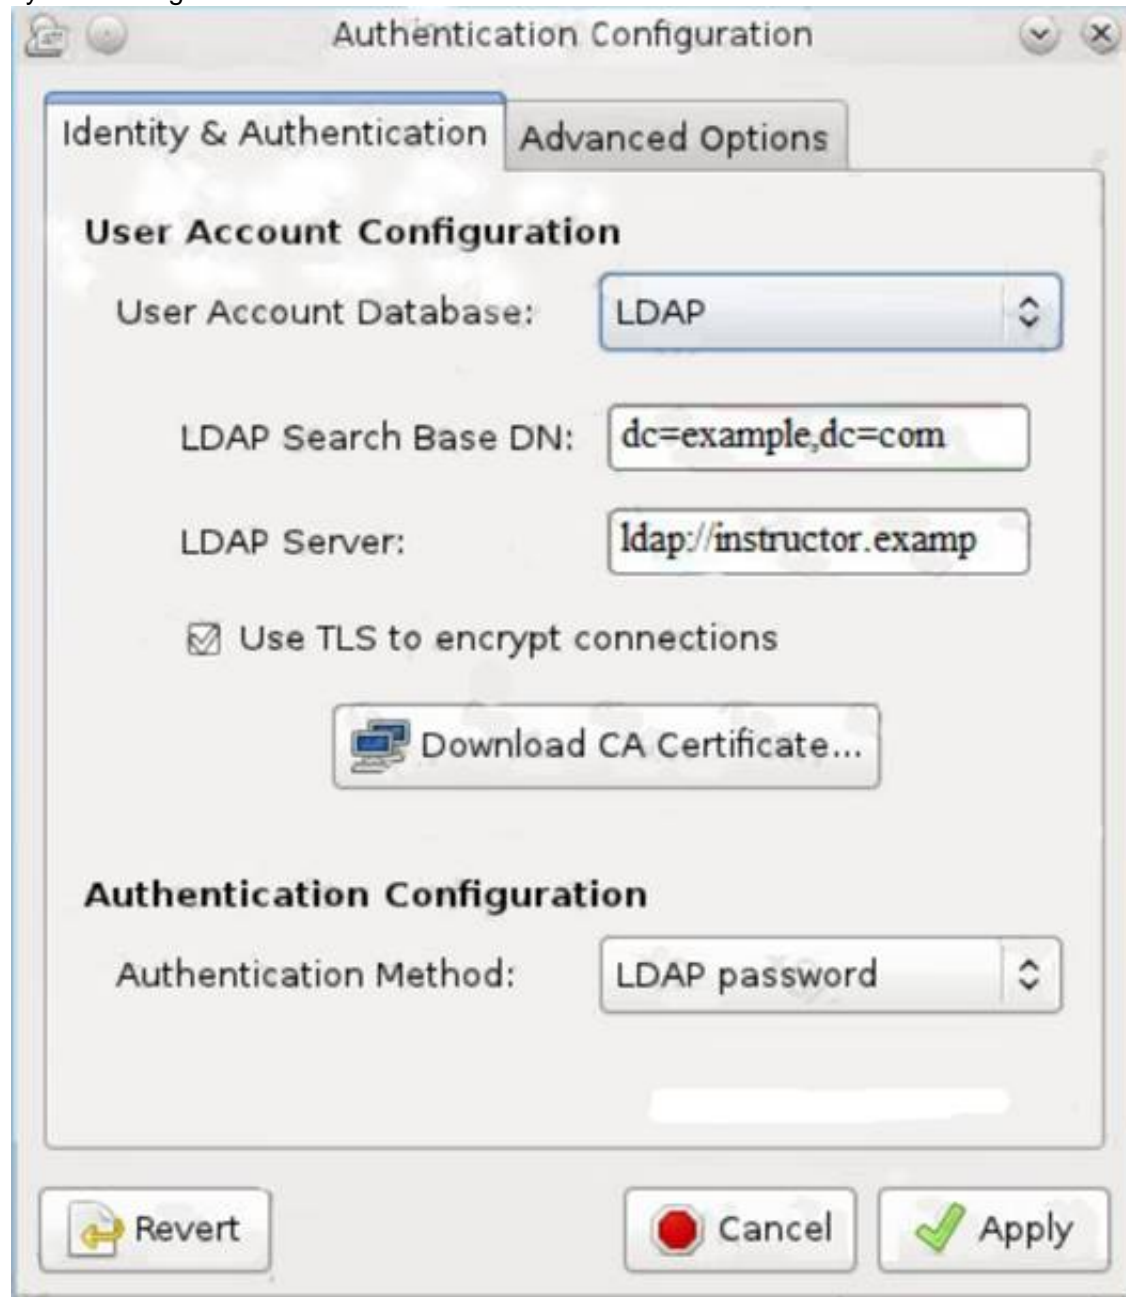 Authentication Configuration
Identity & Authentication
Advanced Options
User Account Configuration
User Account Database: LDAP
LDAP Search Base DN: dc=example,dc=com
LDAP Server: ldap://instructor.examp
Use TLS to encrypt connections
Download CA Certificate...
Authentication Configuration
Authentication Method: LDAP password
Revert
Cancel
Apply